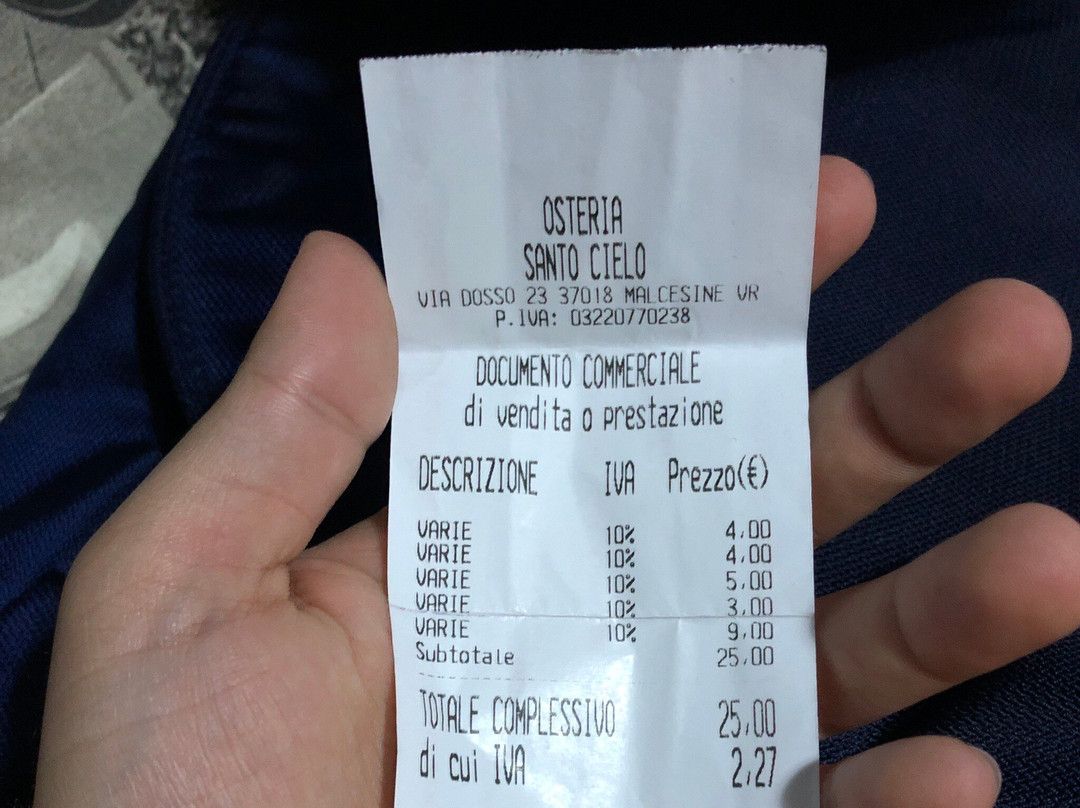 OSTERIA
SANTO CIELO
VIA DOSSO 23 37018 MALCESINE VR
P.IVA: 03220770238
DOCUMENTO COMMERCIALE
di vendita o prestazione
DESCRIZIONE IVA Prezzo(€)
VARIE 10% 4,00
VARIE 10% 4,00
VARIE 10% 5,00
VARIE 10% 3,00
VARIE 10% 9,00
Subtotale 25,00
TOTALE COMPLESSIVO 25,00
di cui IVA 2,27